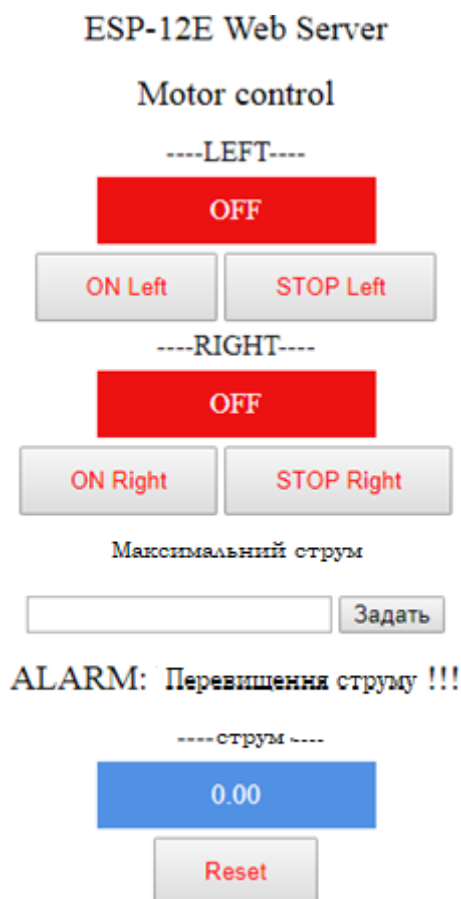 ESP-12E Web Server
Motor control
----LEFT----
OFF
ON Left STOP Left
----RIGHT----
OFF
ON Right STOP Right
Максимальний струм
Задать
ALARM: Перевищення струму !!!
----струм ----
0.00
Reset